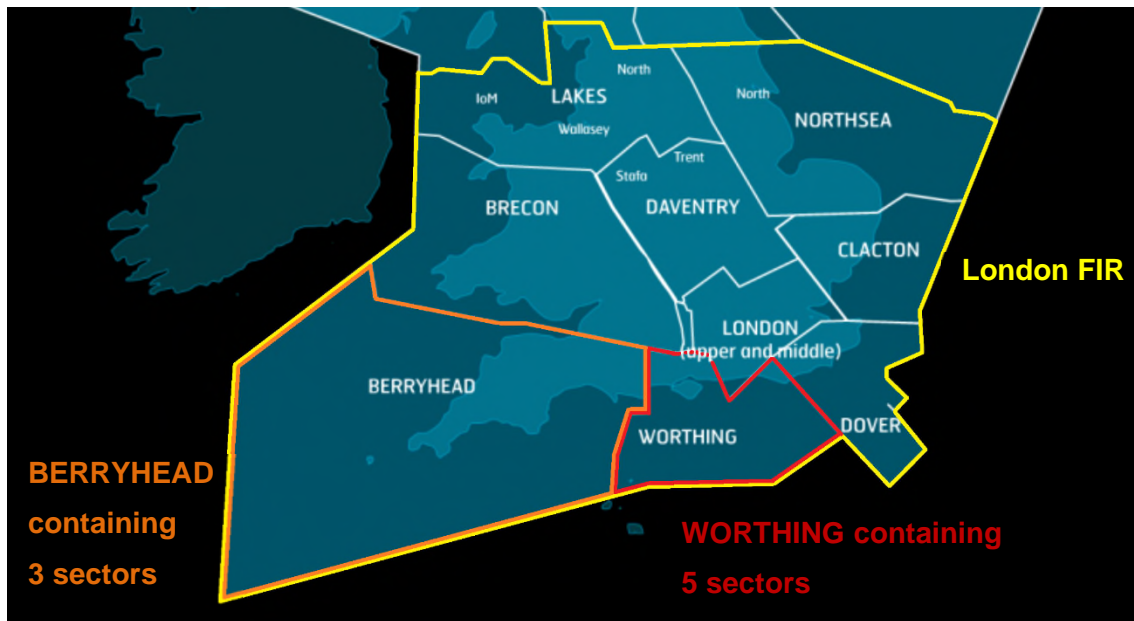 North
IoM
LAKES
North
NORTHSEA
Wallasey
Trent
Stafa
BRECON
DAVENTRY
CLACTON
London FIR
LONDON
(upper and middle)
BERRYHEAD
WORTHING
DOVER
BERRYHEAD
containing
3 sectors
WORTHING containing
5 sectors